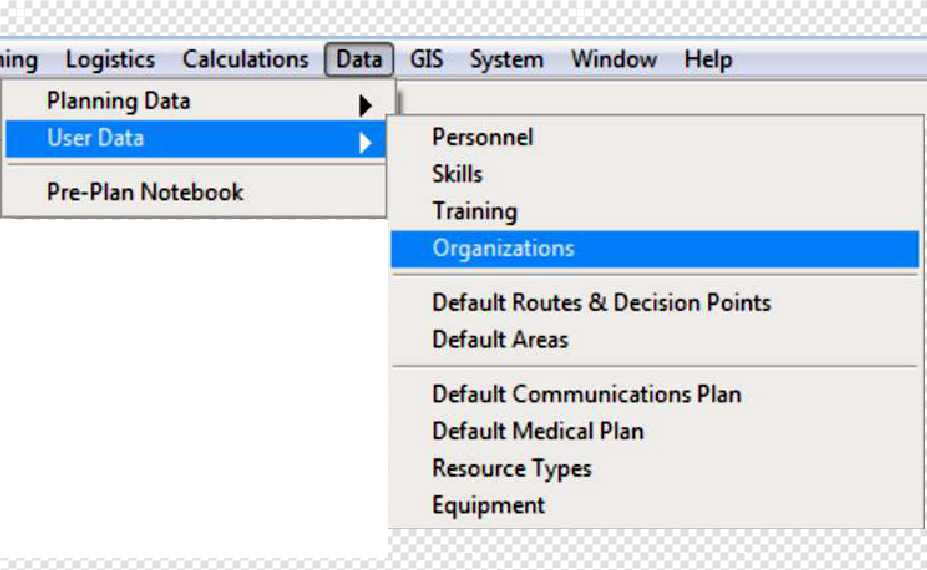 Logistics Calculations Data GIS System Window Help
Planning Data
User Data
Pre-Plan Notebook
Personnel
Skills
Training
Organizations
Default Routes & Decision Points
Default Areas
Default Communications Plan
Default Medical Plan
Resource Types
Equipment